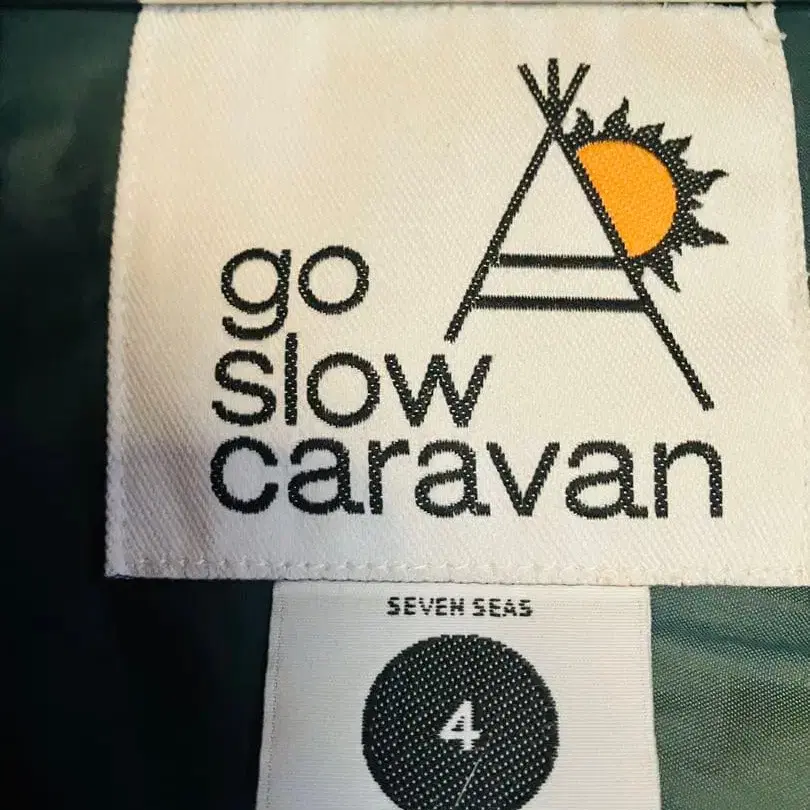 go
slow
caravan
SEVEN SEAS
4